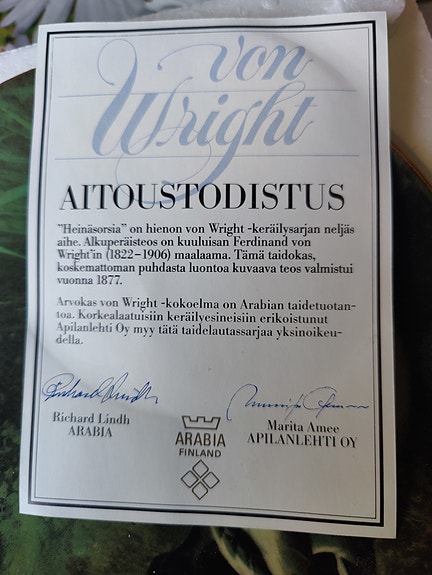 von
Wright
AITOUSTODISTUS
"Heinäsorsia" on hienon von Wright -keräilysarjan neljäs
aihe. Alkuperäisteos on kuuluisan Ferdinand von
Wright'in (1822–1906) maalaama. Tämä taidokas,
koskemattoman puhdasta luontoa kuvaava teos valmistui
vuonna 1877.
Arvokas von Wright -kokoelma on Arabian taidetuotan-
toa. Korkealaatuisiin keräilyesineisiin erikoistunut
Apilanlehti Oy myy tätä taidelautassarjaa yksinoikeu-
della.
Richard Lindh
ARABIA
ARABIA
FINLAND
Marita Amee
APILANLEHTI OY